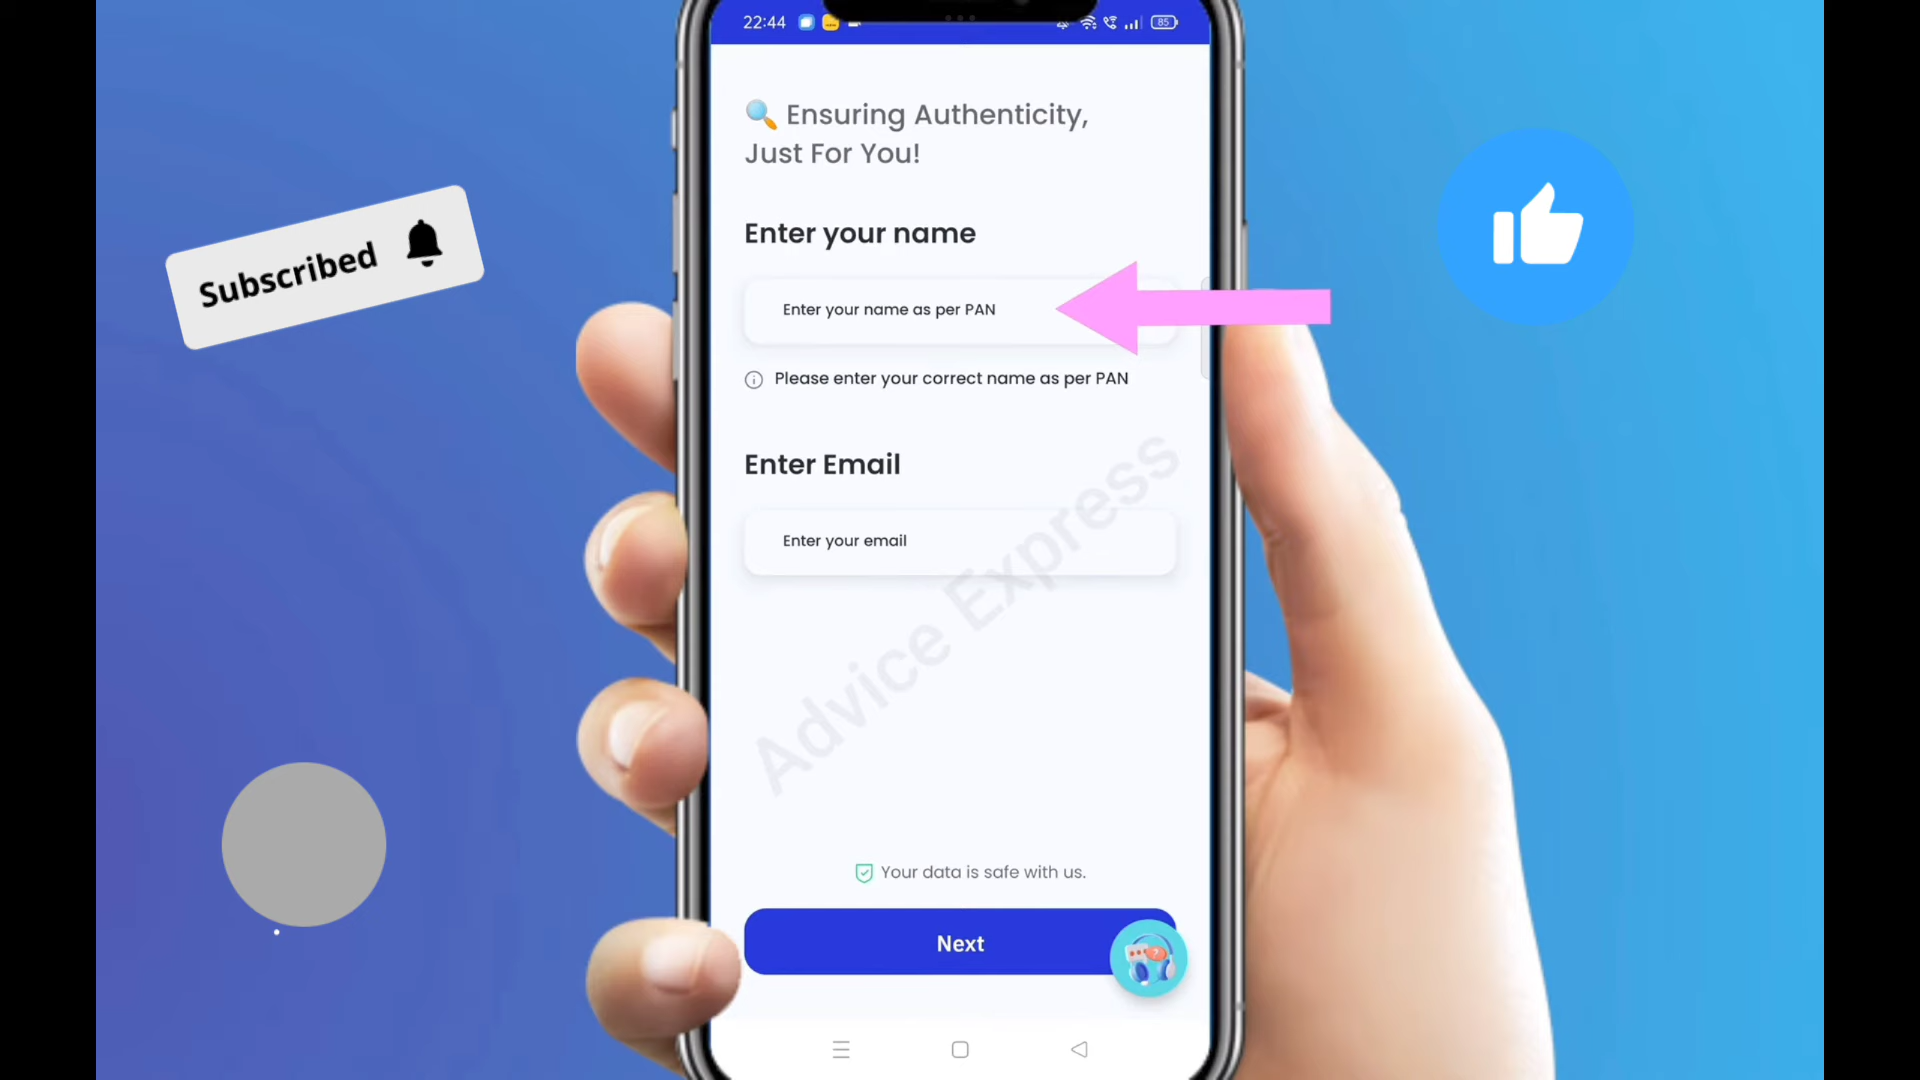 22:44
85
🔍 Ensuring Authenticity,
Just For You!
Subscribed
Enter your name
Enter your name as per PAN
Please enter your correct name as per PAN
Enter Email
Enter your email
Advice Express
Your data is safe with us.
Next